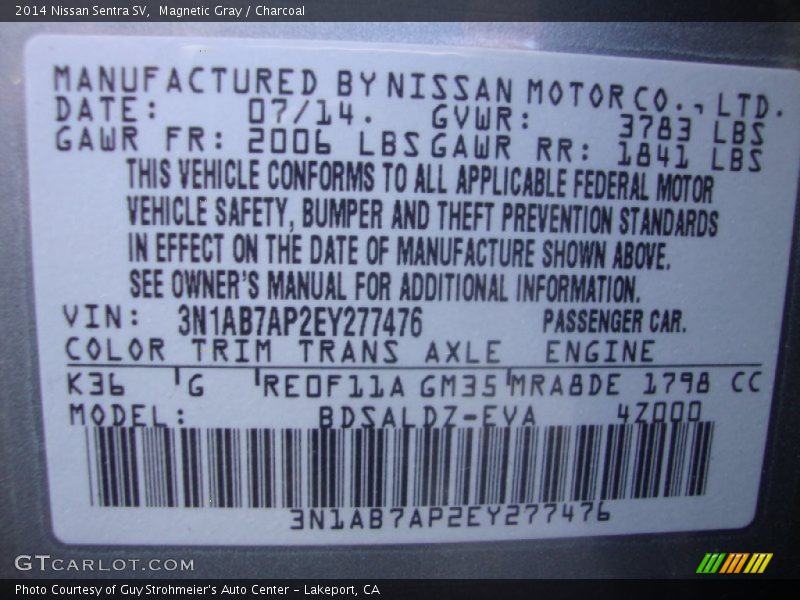 2014 Nissan Sentra SV, Magnetic Gray / Charcoal
MANUFACTURED BY NISSAN MOTOR CO., LTD.
DATE: 07/14. GVWR: 3783 LBS
GAWR FR: 2006 LBS GAWR RR: 1841 LBS
THIS VEHICLE CONFORMS TO ALL APPLICABLE FEDERAL MOTOR
VEHICLE SAFETY, BUMPER AND THEFT PREVENTION STANDARDS
IN EFFECT ON THE DATE OF MANUFACTURE SHOWN ABOVE.
SEE OWNER'S MANUAL FOR ADDITIONAL INFORMATION.
VIN: 3N1AB7AP2EY277476 PASSENGER CAR.
COLOR TRIM TRANS AXLE ENGINE
K36 G RE0F11A GM35 MRA8DE 1798 CC
MODEL: BDSALDZ-EVA 4Z000
3N1AB7AP2EY277476
GTCARLOT.COM
Photo Courtesy of Guy Strohmeier's Auto Center - Lakeport, CA